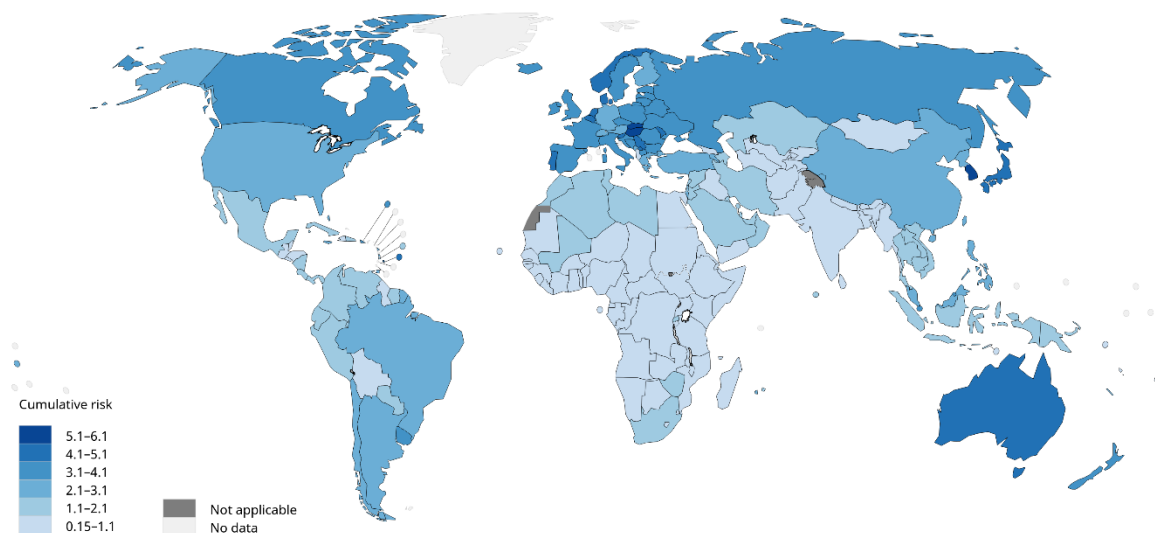 Cumulative risk
5.1–6.1
4.1–5.1
3.1–4.1
2.1–3.1
1.1–2.1
0.15–1.1
Not applicable
No data